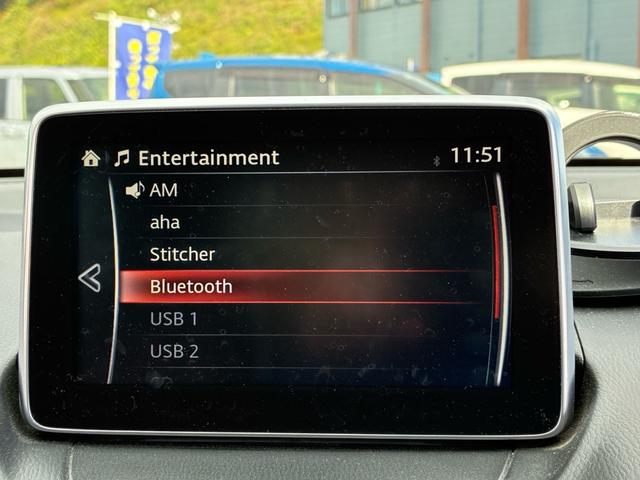 Entertainment
11:51
AM
aha
Stitcher
Bluetooth
USB 1
USB 2